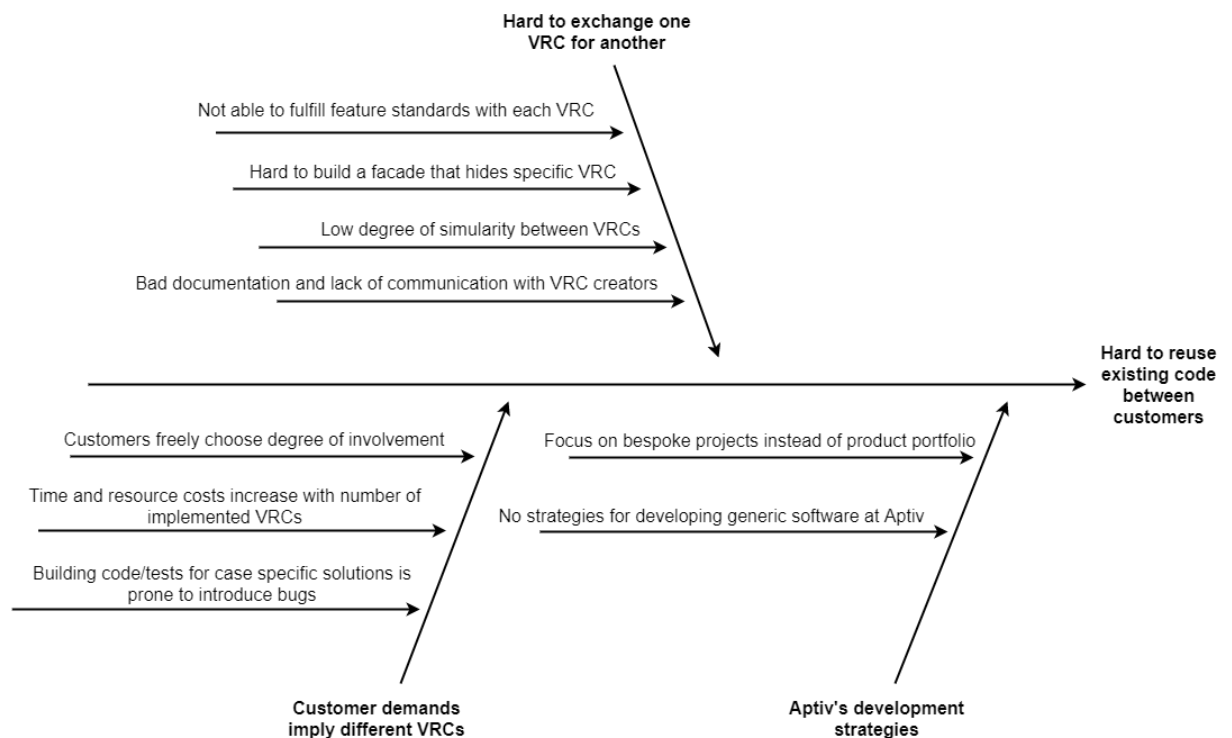 Hard to exchange one
VRC for another
Not able to fulfill feature standards with each VRC
Hard to build a facade that hides specific VRC
Low degree of simularity between VRCs
Bad documentation and lack of communication with VRC creators
Hard to reuse
existing code
between
customers
Customers freely choose degree of involvement
Time and resource costs increase with number of
implemented VRCs
Building code/tests for case specific solutions is
prone to introduce bugs
Focus on bespoke projects instead of product portfolio
No strategies for developing generic software at Aptiv
Customer demands
imply different VRCs
Aptiv's development
strategies